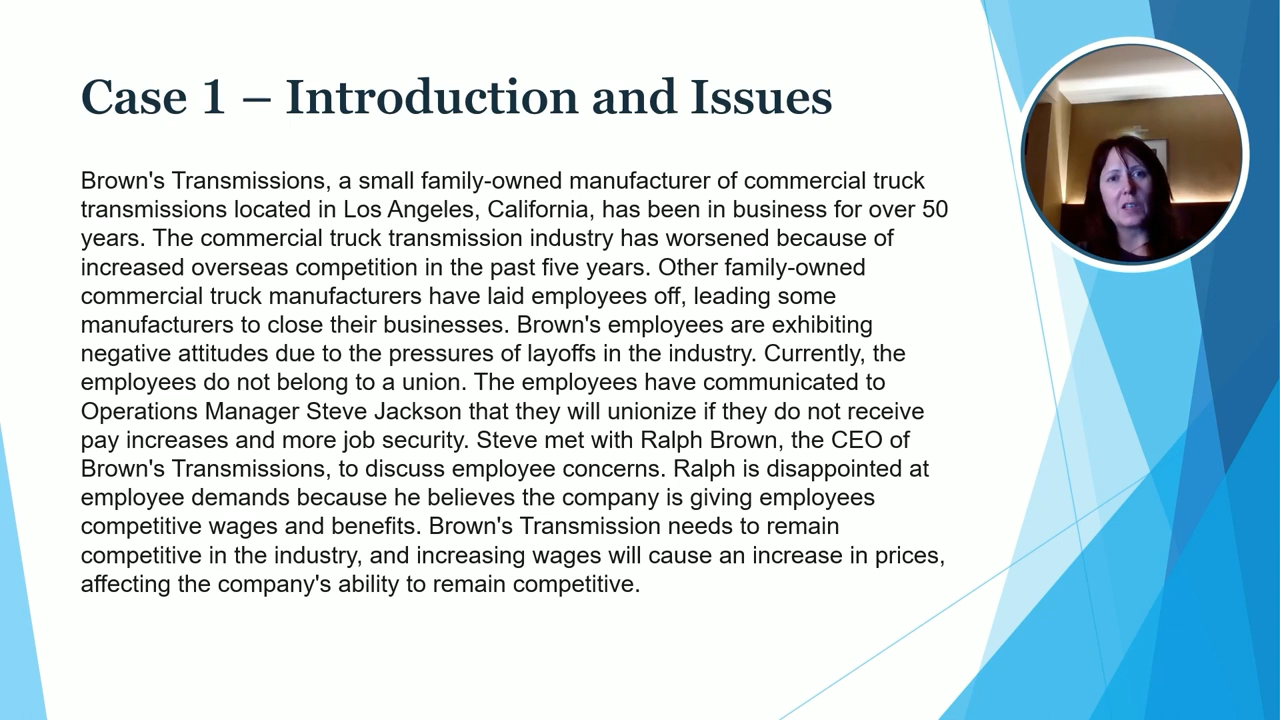 Case 1 – Introduction and Issues
Brown's Transmissions, a small family-owned manufacturer of commercial truck
transmissions located in Los Angeles, California, has been in business for over 50
years. The commercial truck transmission industry has worsened because of
increased overseas competition in the past five years. Other family-owned
commercial truck manufacturers have laid employees off, leading some
manufacturers to close their businesses. Brown's employees are exhibiting
negative attitudes due to the pressures of layoffs in the industry. Currently, the
employees do not belong to a union. The employees have communicated to
Operations Manager Steve Jackson that they will unionize if they do not receive
pay increases and more job security. Steve met with Ralph Brown, the CEO of
Brown's Transmissions, to discuss employee concerns. Ralph is disappointed at
employee demands because he believes the company is giving employees
competitive wages and benefits. Brown's Transmission needs to remain
competitive in the industry, and increasing wages will cause an increase in prices,
affecting the company's ability to remain competitive.